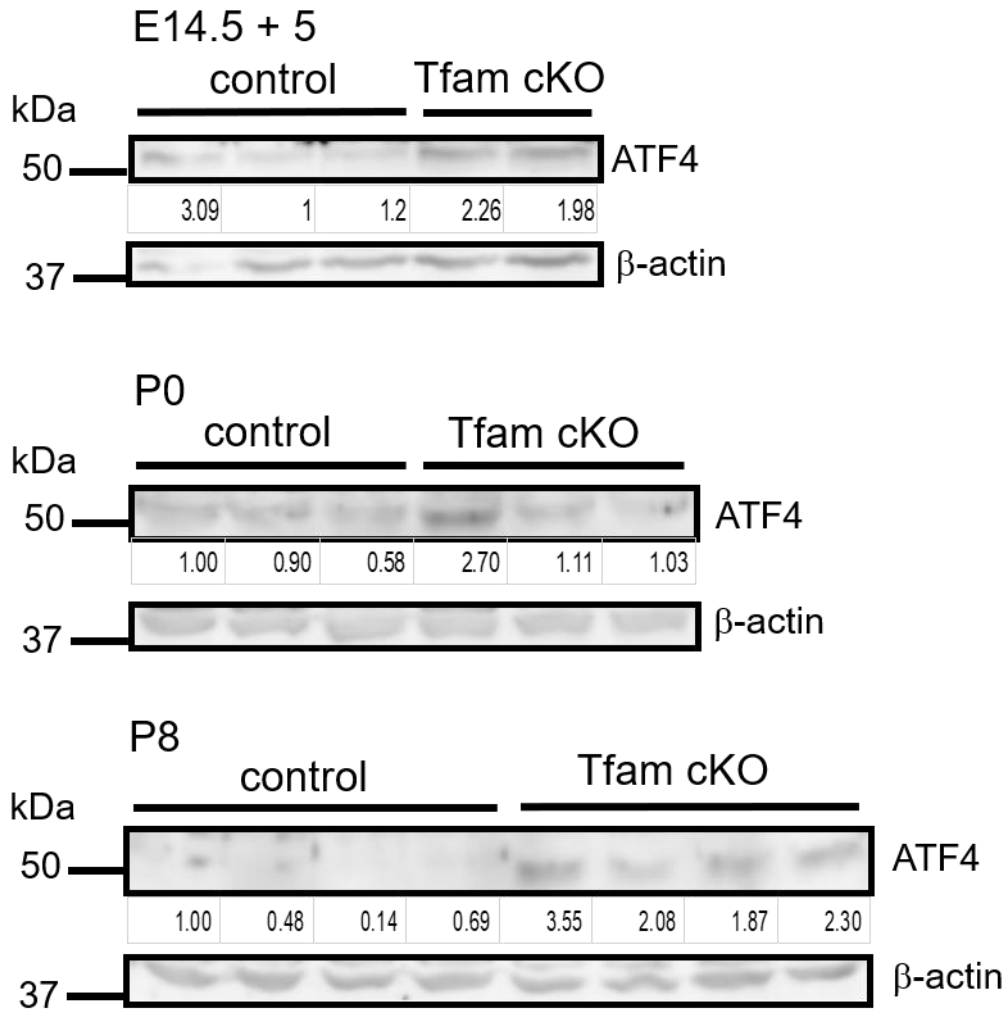 E14.5 + 5
control Tfam cKO
kDa
50 ATF4
3.09 1 1.2 2.26 1.98
37 β-actin
P0
control Tfam cKO
kDa
50 ATF4
1.00 0.90 0.58 2.70 1.11 1.03
37 β-actin
P8
control Tfam cKO
kDa
50 ATF4
1.00 0.48 0.14 0.69 3.55 2.08 1.87 2.30
37 β-actin